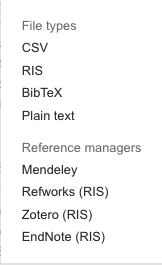 File types
CSV
RIS
BibTeX
Plain text
Reference managers
Mendeley
Refworks (RIS)
Zotero (RIS)
EndNote (RIS)